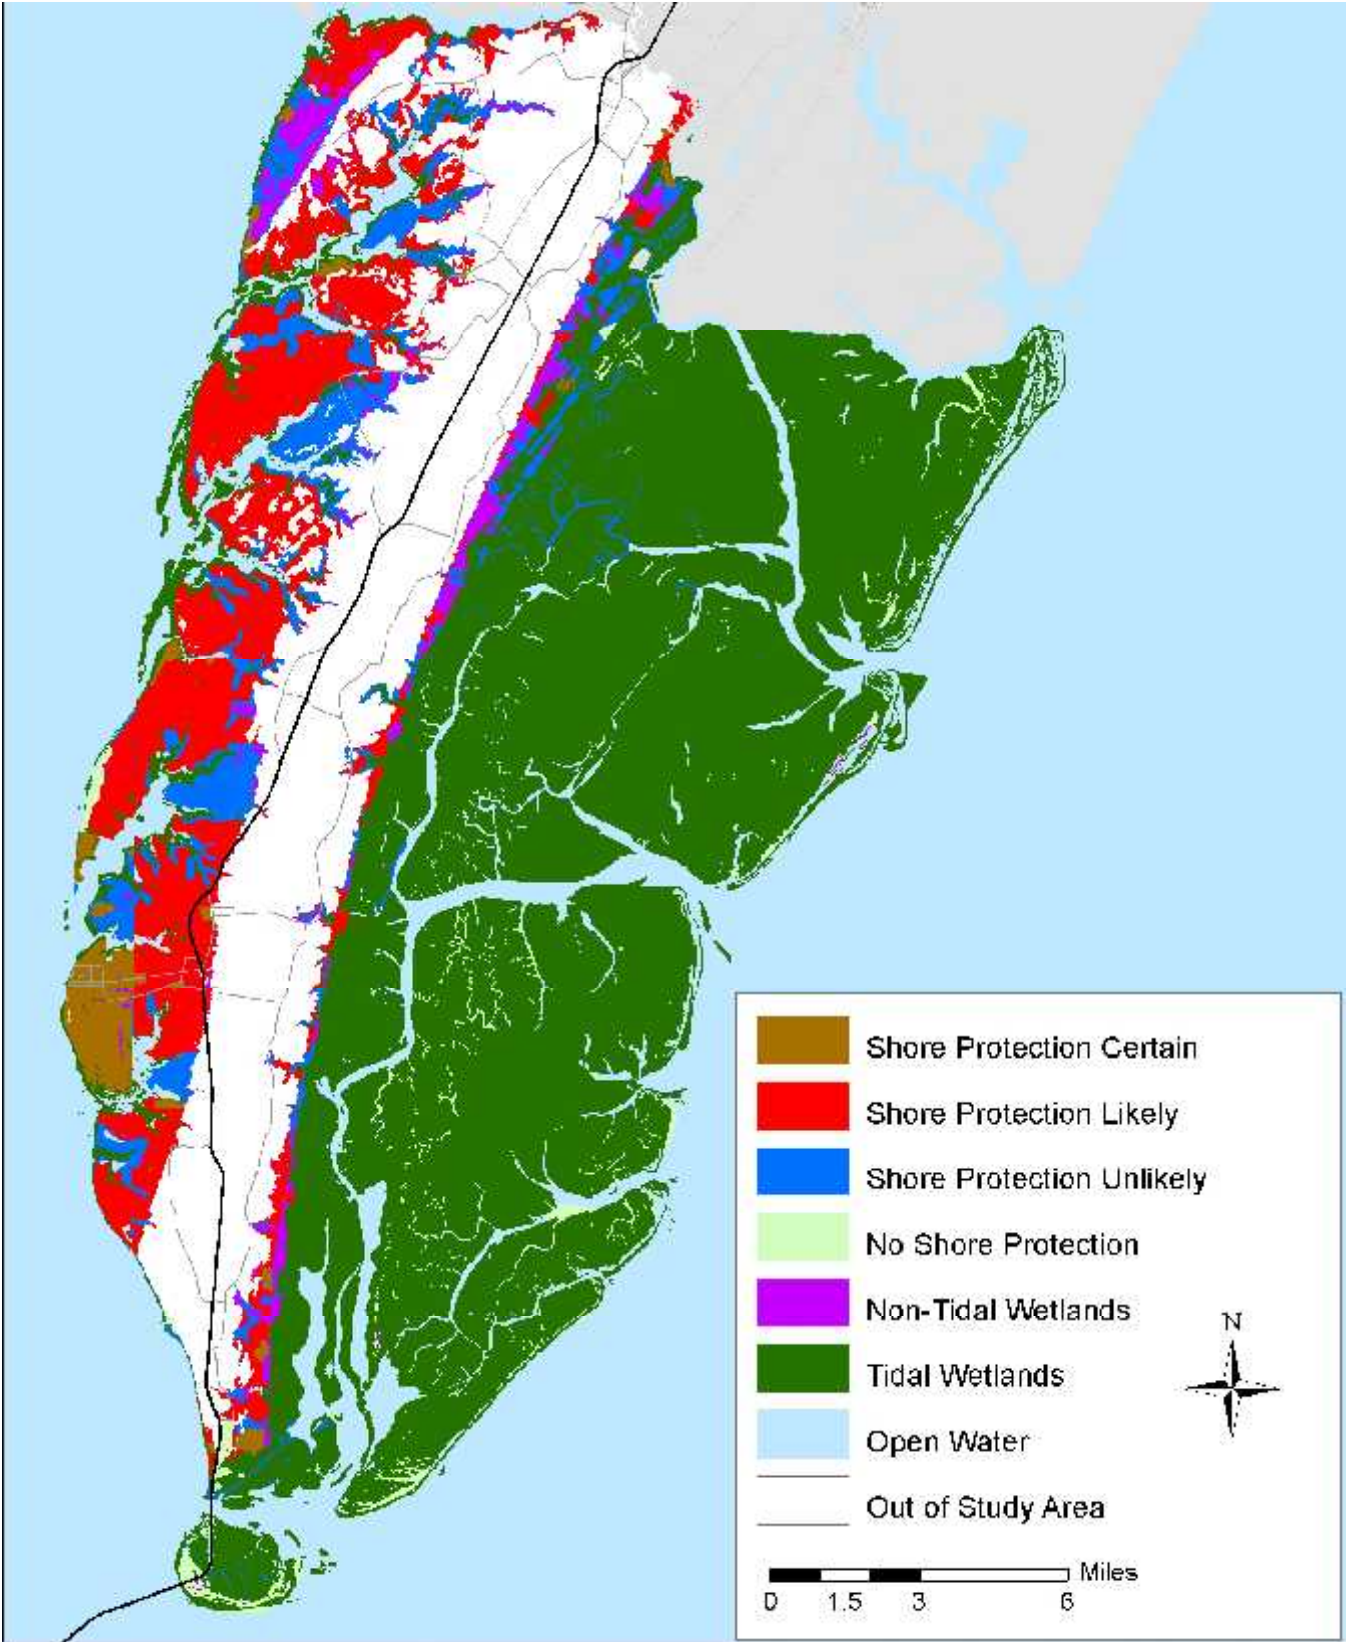 Shore Protection Certain
Shore Protection Likely
Shore Protection Unlikely
No Shore Protection
Non-Tidal Wetlands
N
Tidal Wetlands
Open Water
Out of Study Area
Miles
0 1.5 3 6